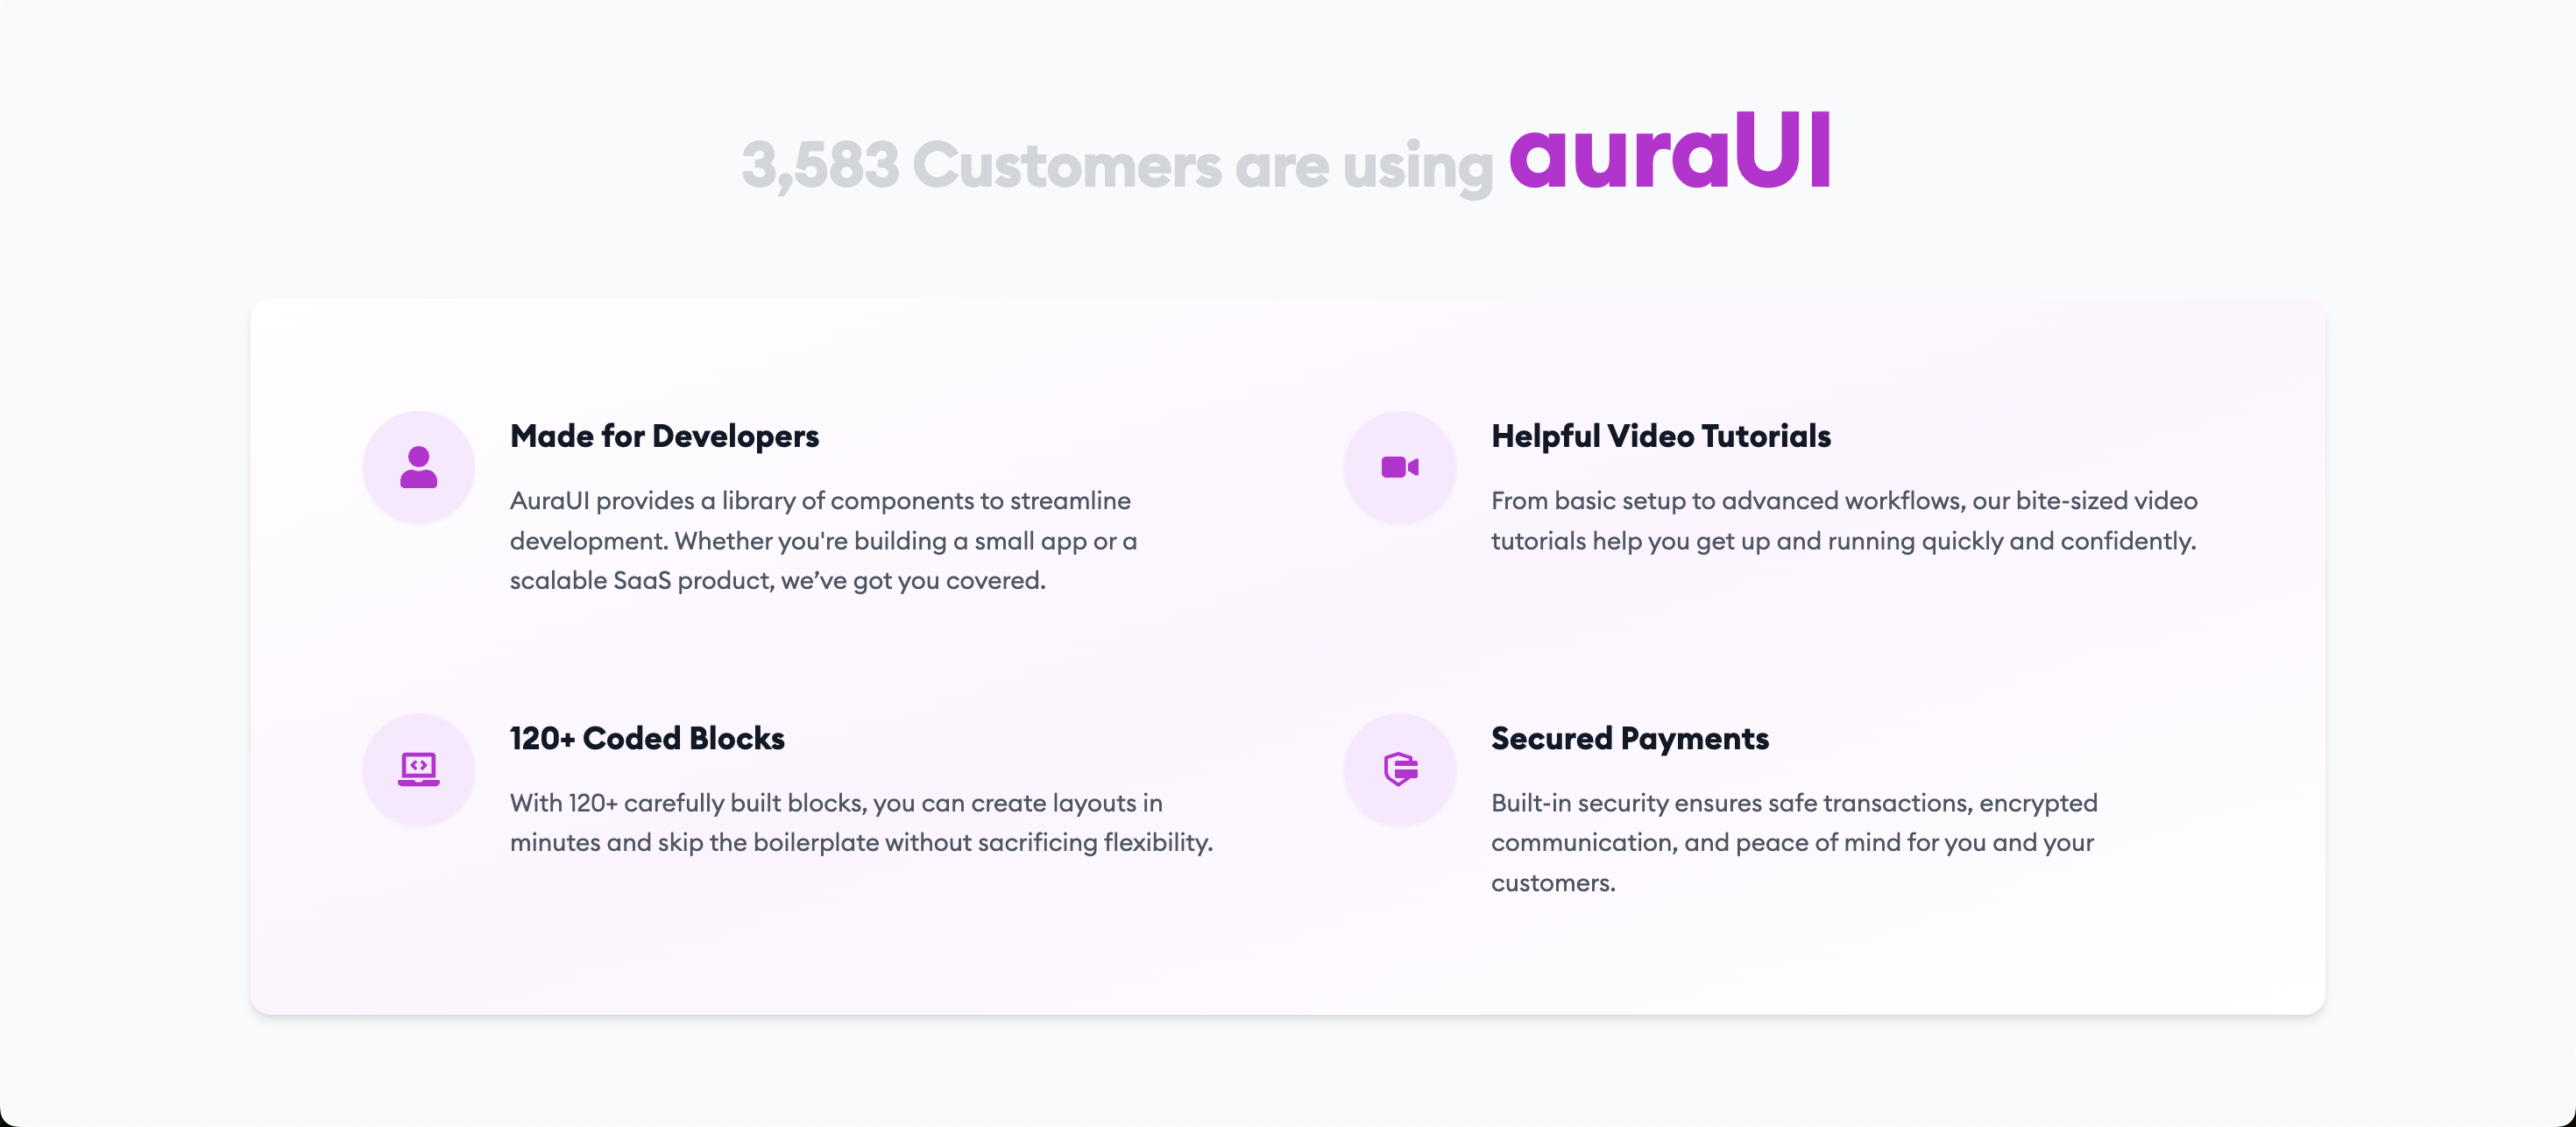 3,583 Customers are using auraUI
Made for Developers
AuraUI provides a library of components to streamline
development. Whether you're building a small app or a
scalable SaaS product, we’ve got you covered.
Helpful Video Tutorials
From basic setup to advanced workflows, our bite-sized video
tutorials help you get up and running quickly and confidently.
120+ Coded Blocks
With 120+ carefully built blocks, you can create layouts in
minutes and skip the boilerplate without sacrificing flexibility.
Secured Payments
Built-in security ensures safe transactions, encrypted
communication, and peace of mind for you and your
customers.